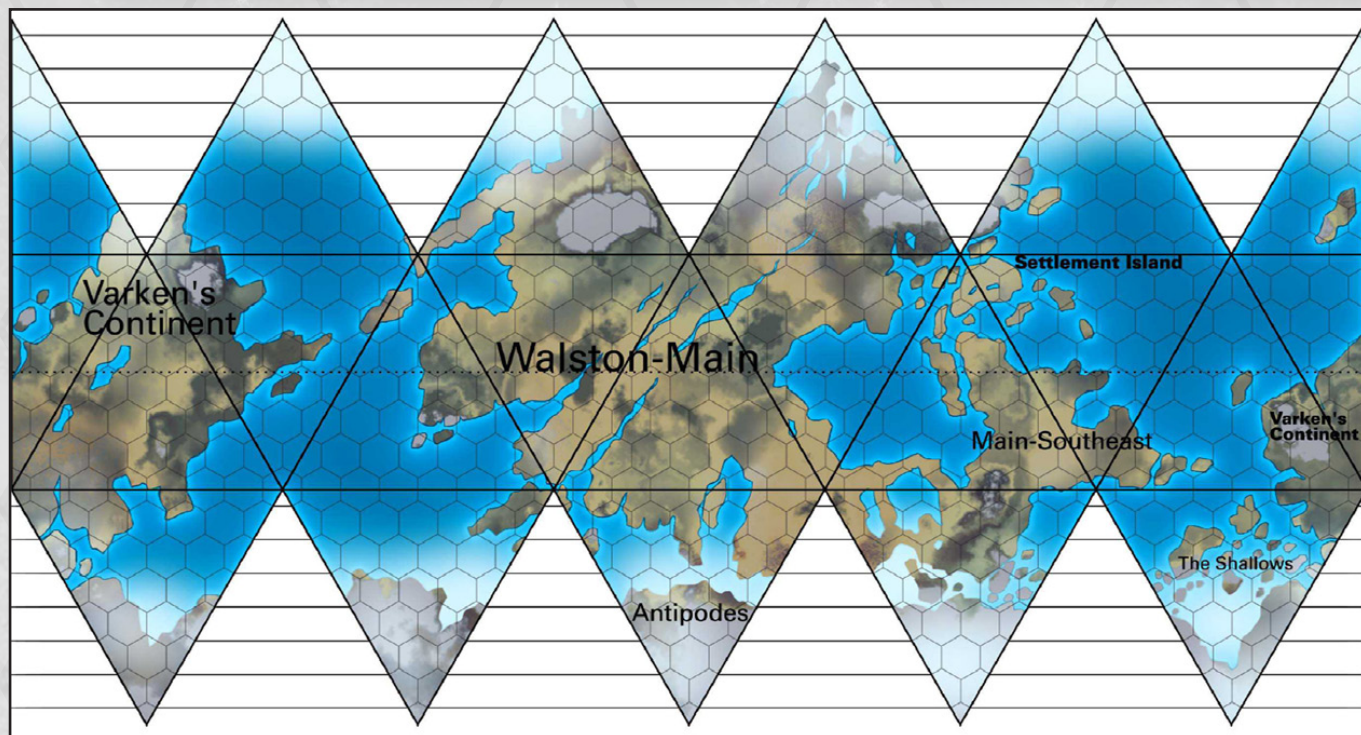 Settlement Island
Varken's
Continent
Walston-Main
Varken's
Continent
Main-Southeast
The Shallows
Antipodes